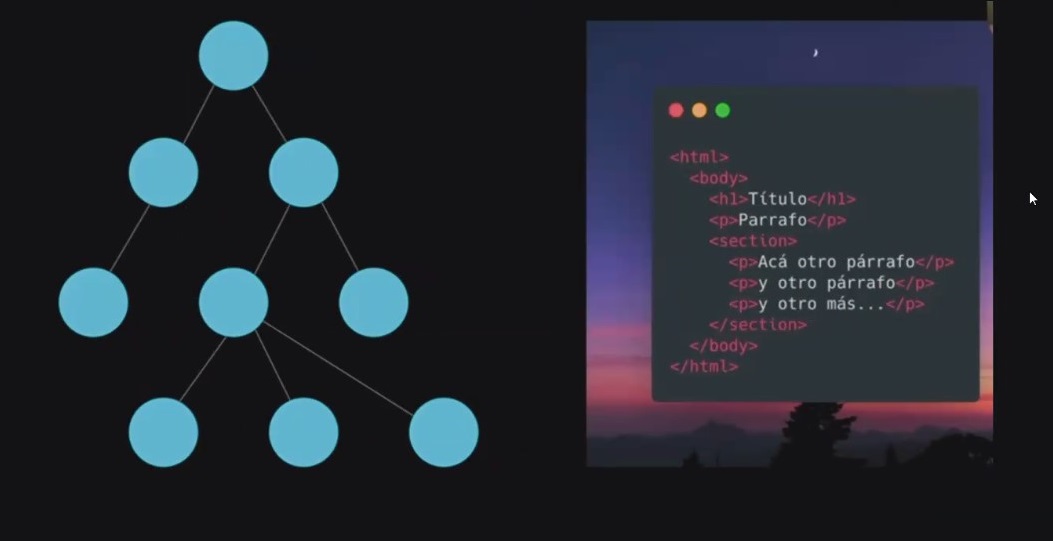 <html>
<body>
<h1>Título</h1>
<p>Parrafo</p>
<section>
<p>Acá otro párrafo</p>
<p>y otro párrafo</p>
<p>y otro más...</p>
</section>
</body>
</html>